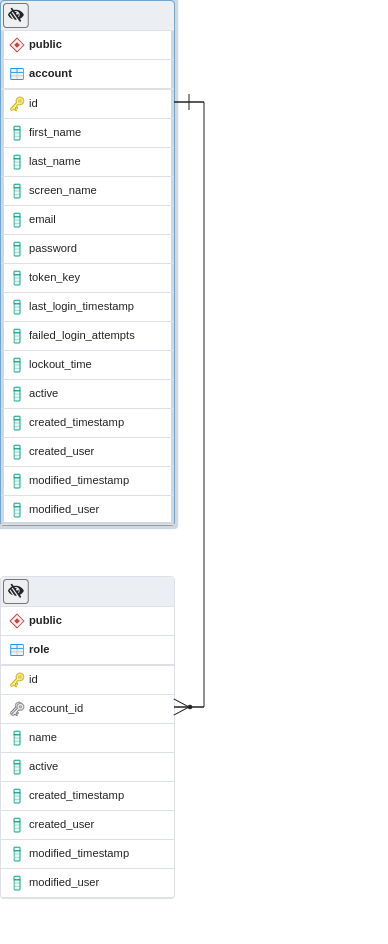 public
account
id
first_name
last_name
screen_name
email
password
token_key
last_login_timestamp
failed_login_attempts
lockout_time
active
created_timestamp
created_user
modified_timestamp
modified_user
public
role
id
account_id
name
active
created_timestamp
created_user
modified_timestamp
modified_user